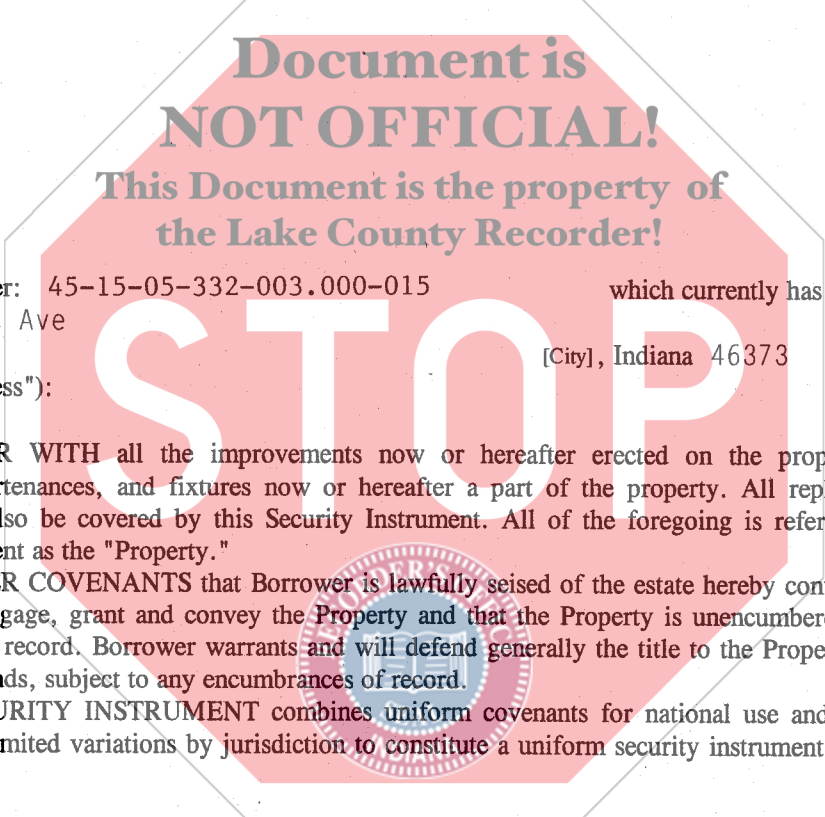 Document is
NOT OFFICIAL!
This Document is the property of
the Lake County Recorder!
er: 45-15-05-332-003.000-015 which currently has
Ave
[City], Indiana 46373
ess"):
STOP
R WITH all the improvements now or hereafter erected on the prop
rtenances, and fixtures now or hereafter a part of the property. All repl
lso be covered by this Security Instrument. All of the foregoing is refer
ent as the "Property."
ER COVENANTS that Borrower is lawfully seised of the estate hereby con
gage, grant and convey the Property and that the Property is unencumber
record. Borrower warrants and will defend generally the title to the Prope
ds, subject to any encumbrances of record.
URITY INSTRUMENT combines uniform covenants for national use and
mited variations by jurisdiction to constitute a uniform security instrument
INDIANA